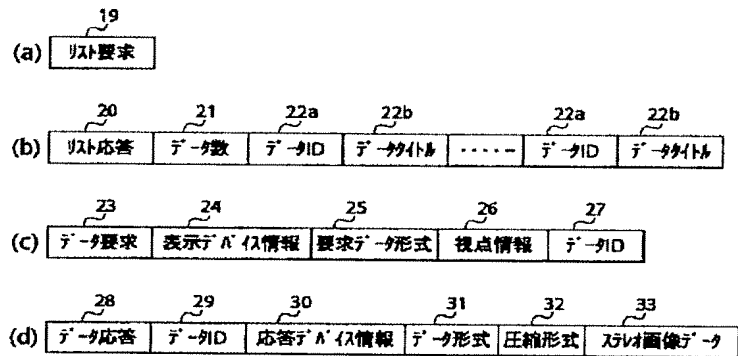 19
(a) リスト要求
20 21 22a 22b 22a 22b
(b) リスト応答 データ数 データID データタイトル ‥‥‥ データID データタイトル
23 24 25 26 27
(c) データ要求 表示デバイス情報 要求データ形式 視点情報 データID
28 29 30 31 32 33
(d) データ応答 データID 応答デバイス情報 データ形式 圧縮形式 ステレオ画像データ